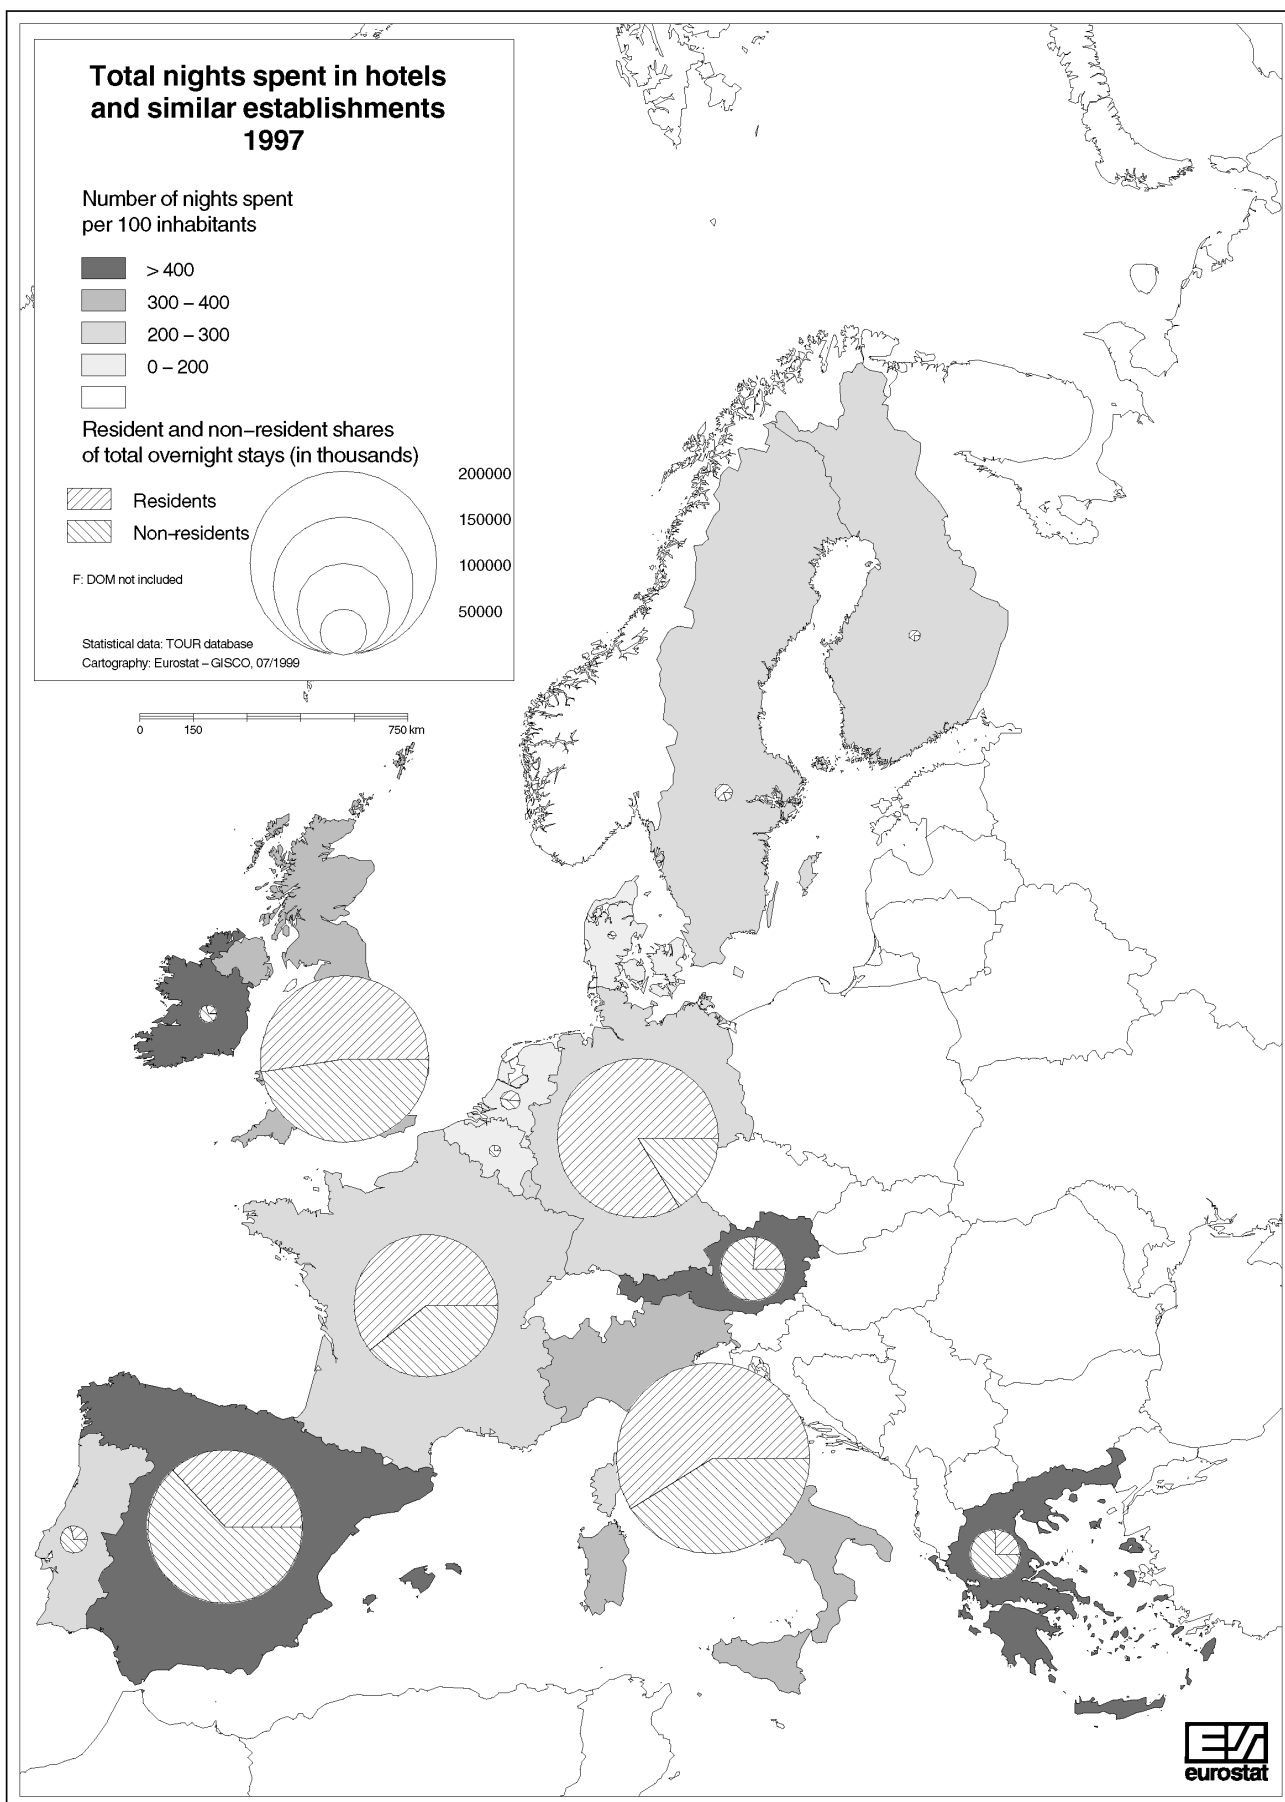 Total nights spent in hotels
and similar establishments
1997
Number of nights spent
per 100 inhabitants
> 400
300 – 400
200 – 300
0 – 200
Resident and non–resident shares
of total overnight stays (in thousands)
200000
150000
100000
50000
Residents
Non–residents
F: DOM not included
Statistical data: TOUR database
Cartography: Eurostat – GISCO, 07/1999
0 150 750 km
eurostat